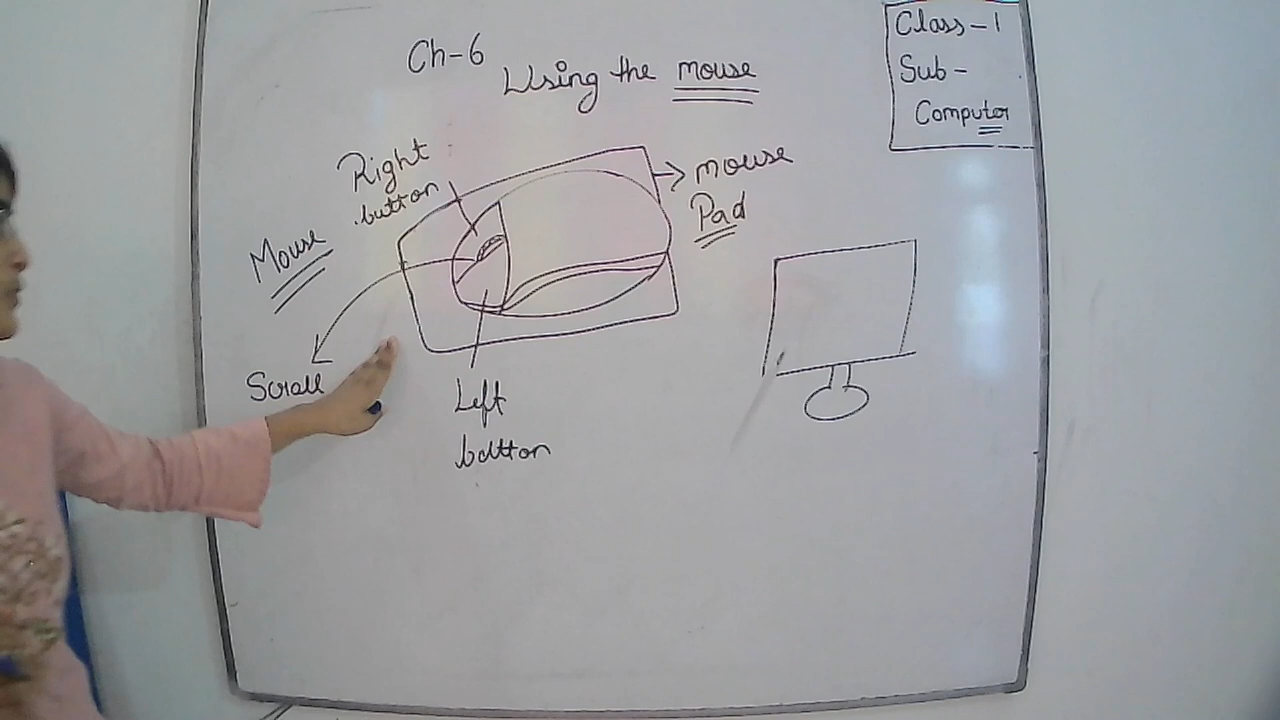 Ch-6
Using the mouse
Class-1
Sub-
Computer
Right
button
Mouse
Scroll
Left
button
mouse
Pad